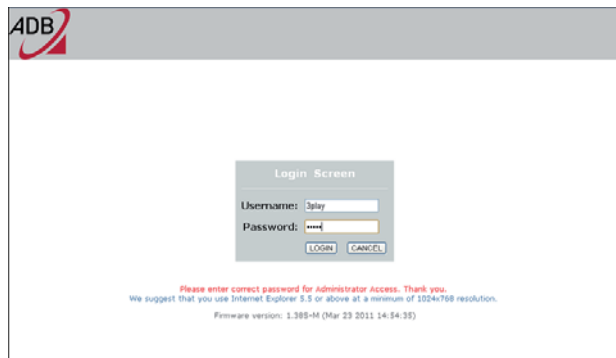 ADB
Login Screen
Username: 3play
Password: •••••
LOGIN CANCEL
Please enter correct password for Administrator Access. Thank you.
We suggest that you use Internet Explorer 5.5 or above at a minimum of 1024x768 resolution.
Firmware version: 1.385-M (Mar 23 2011 14:54:35)